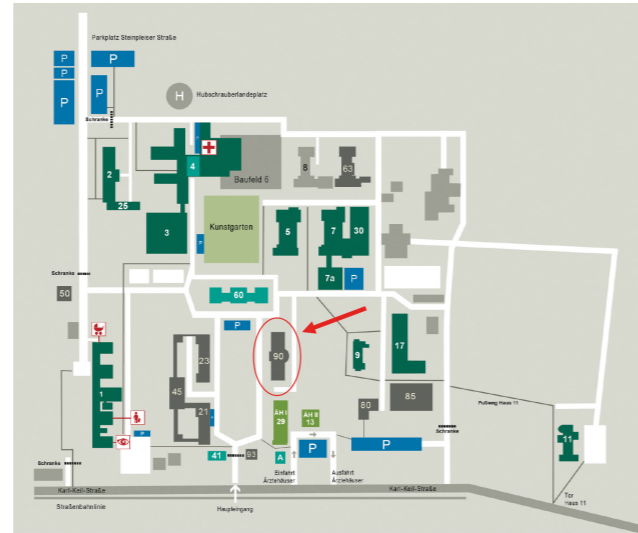 Parkplatz Steinpleiser Straße
P
P
P
P
P
H
Hubschrauberlandeplatz
Schranke
4
Baufeld 6
8
63
2
25
3
Kunstgarten
5
7
30
7a
P
Schranke
50
60
P
90
9
17
23
45
21
1
80
85
Fußweg Haus 11
ÄH I
29
ÄH II
13
P
P
P
41
93
A
Schranke
11
Schranke
Einfahrt
Ärztehäuser
Ausfahrt
Ärztehäuser
Karl-Keil-Straße
Karl-Keil-Straße
Straßenbahnlinie
Haupteingang
Tor
Haus 11